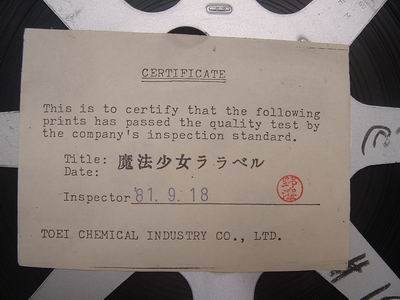 CERTIFICATE
This is to certify that the following
prints has passed the quality test by
the company's inspection standard.
Title: 魔法少女ララベル
Date:
Inspector '81. 9. 18
TOEI CHEMICAL INDUSTRY CO., LTD.